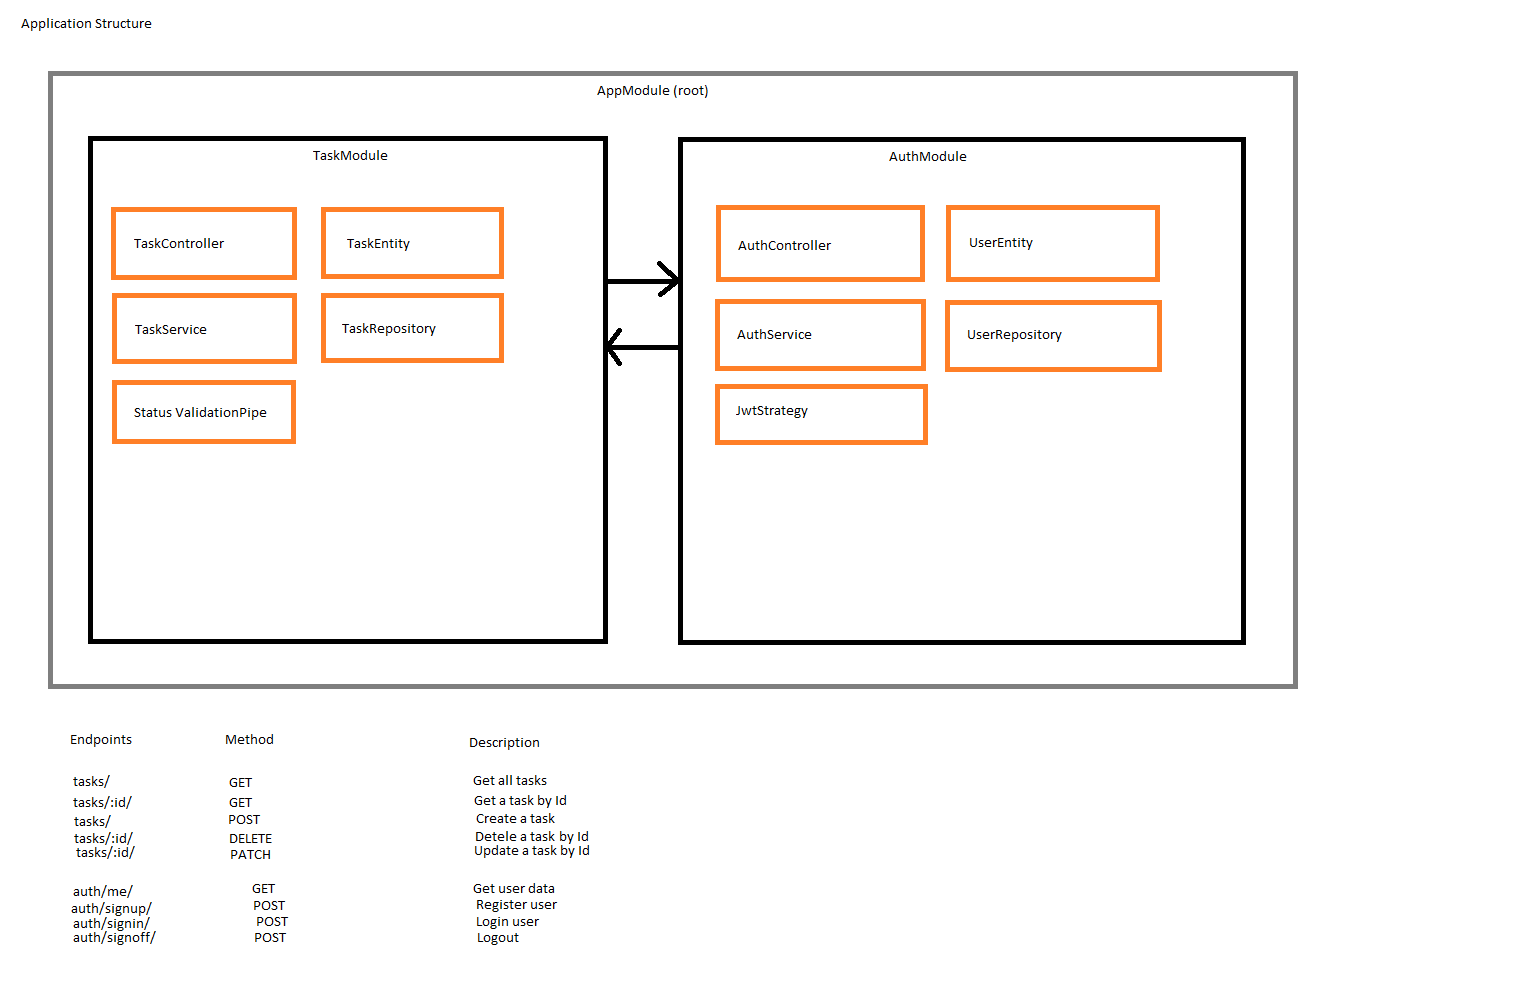 Application Structure
AppModule (root)
TaskModule
TaskController
TaskEntity
TaskService
TaskRepository
Status ValidationPipe
AuthModule
AuthController
UserEntity
AuthService
UserRepository
JwtStrategy
Endpoints Method Description
tasks/ GET Get all tasks
tasks/:id/ GET Get a task by Id
tasks/ POST Create a task
tasks/:id/ DELETE Detele a task by Id
tasks/:id/ PATCH Update a task by Id
auth/me/ GET Get user data
auth/signup/ POST Register user
auth/signin/ POST Login user
auth/signoff/ POST Logout